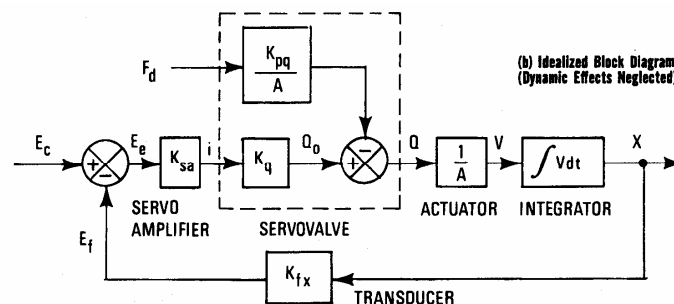 (b) Idealized Block Diagram
(Dynamic Effects Neglected)
F_d
K_pq
A
E_c
+
−
E_e
K_sa
i
K_q
Q_o
+
−
Q
1
A
V
∫ Vdt
X
SERVO
AMPLIFIER
SERVOVALVE
ACTUATOR
INTEGRATOR
E_f
K_fx
TRANSDUCER